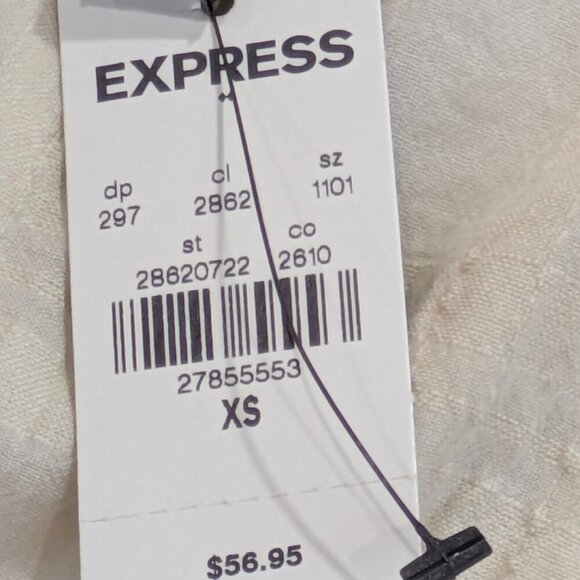 EXPRESS
dp cl sz
297 2862 1101
st co
28620722 2610
27855553
XS
$56.95